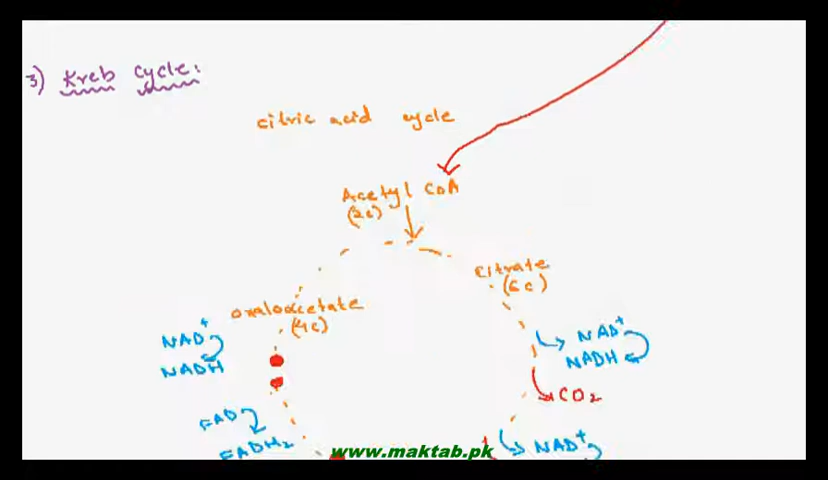 3) Kreb Cycle:
citric acid cycle
Acetyl CoA
(2c)
citrate
(6c)
oxaloacetate
(4c)
NAD+
NADH
NAD+
NADH
CO2
FAD
FADH2
NAD+
www.maktab.pk